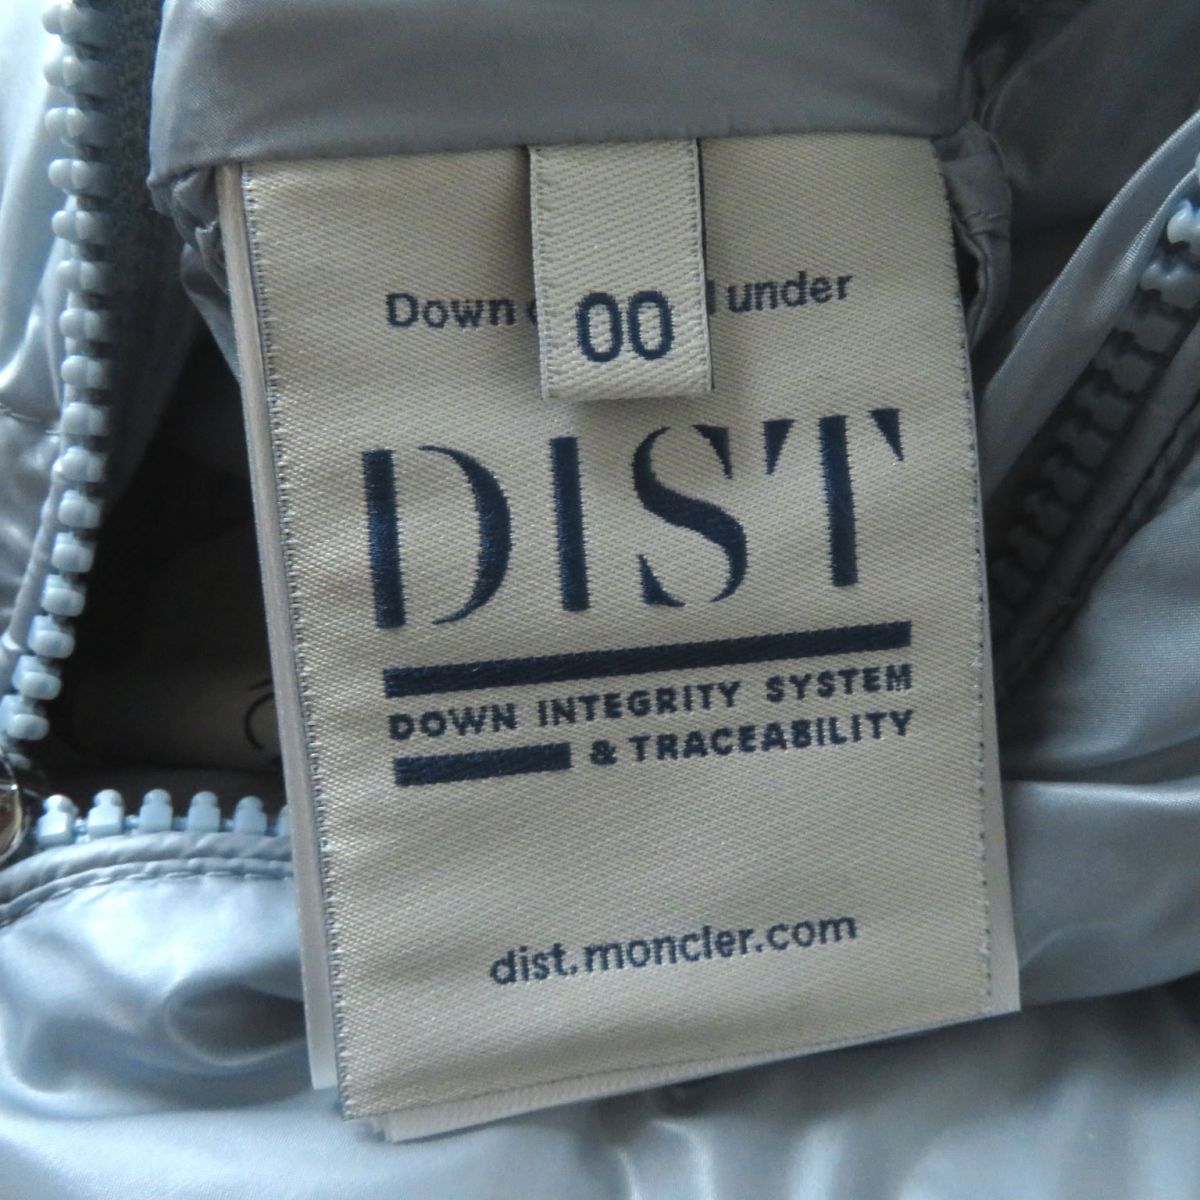 Down under
00
DIST
DOWN INTEGRITY SYSTEM
& TRACEABILITY
dist.moncler.com